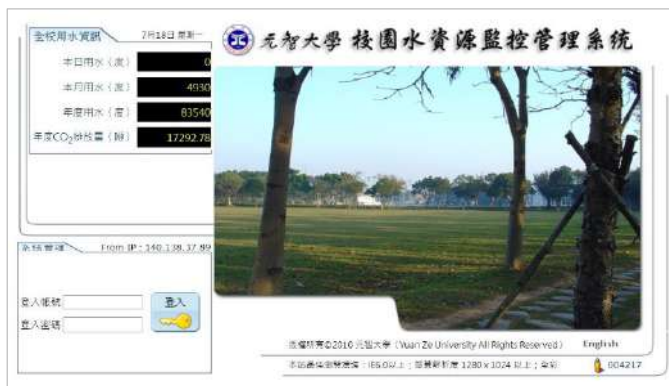 全校用水資訊 7月18日 星期一
元智大學 校園水資源監控管理系統
本日用水（度） 0
本月用水（度） 4930
年度用水（度） 83540
年度CO2排放量（噸） 17292.78
系統管理 From IP : 140.138.37.89
登入帳號
登入
登入密碼
版權所有©2010 元智大學 (Yuan Ze University All Rights Reserved) English
本站最佳瀏覽環境：IE6.0以上；螢幕解析度 1280 x 1024 以上；全彩 004217